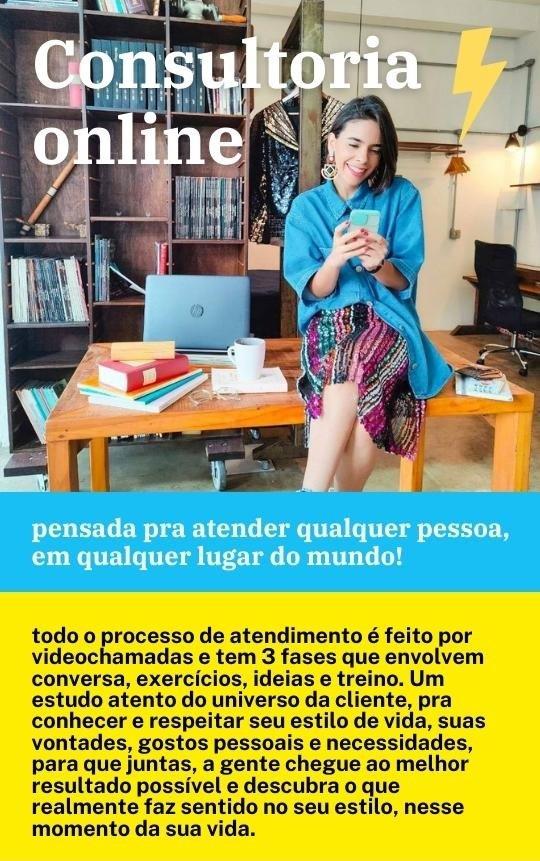 Consultoria
online
pensada pra atender qualquer pessoa,
em qualquer lugar do mundo!
todo o processo de atendimento é feito por
videochamadas e tem 3 fases que envolvem
conversa, exercícios, ideias e treino. Um
estudo atento do universo da cliente, pra
conhecer e respeitar seu estilo de vida, suas
vontades, gostos pessoais e necessidades,
para que juntas, a gente chegue ao melhor
resultado possível e descubra o que
realmente faz sentido no seu estilo, nesse
momento da sua vida.